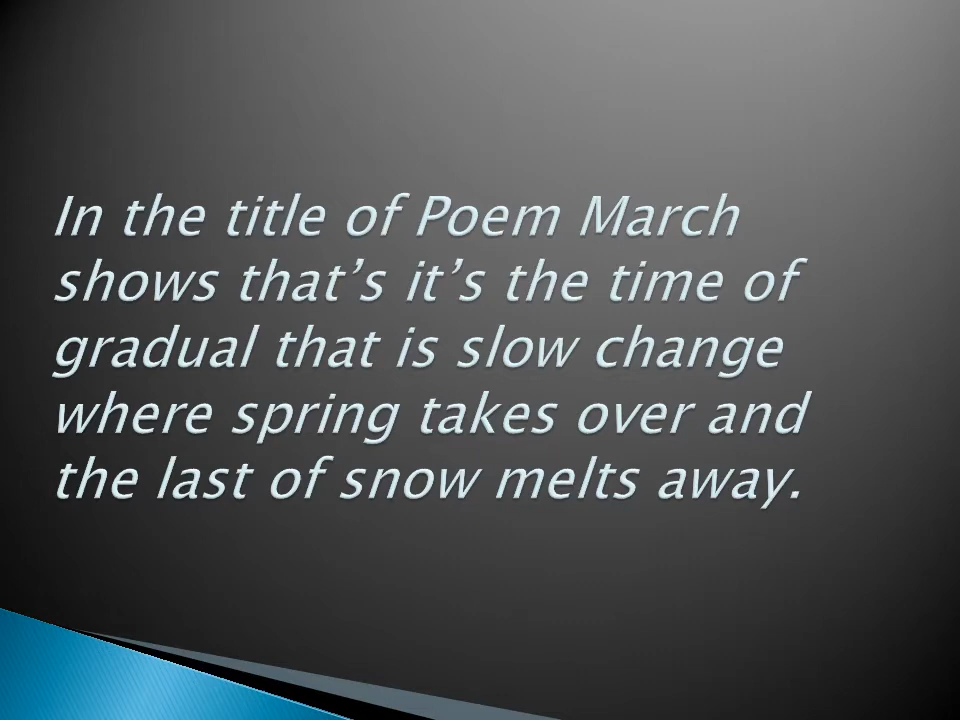 In the title of Poem March
shows that’s it’s the time of
gradual that is slow change
where spring takes over and
the last of snow melts away.